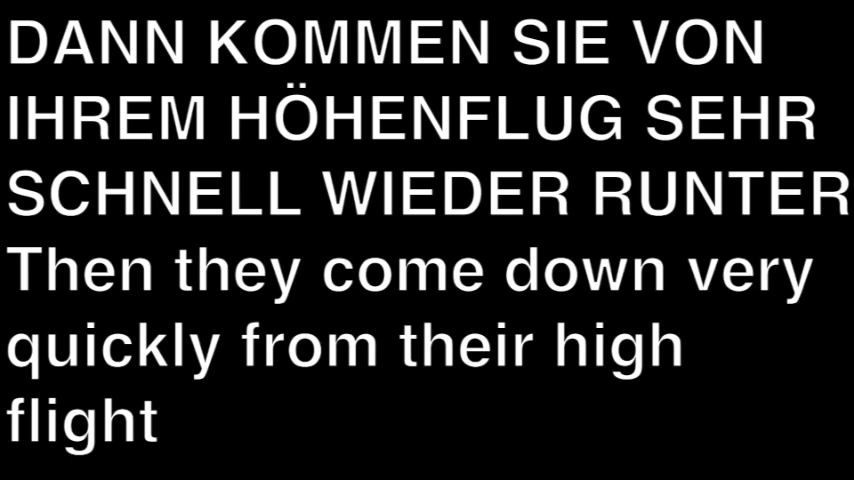 DANN KOMMEN SIE VON
IHREM HÖHENFLUG SEHR
SCHNELL WIEDER RUNTER
Then they come down very
quickly from their high
flight